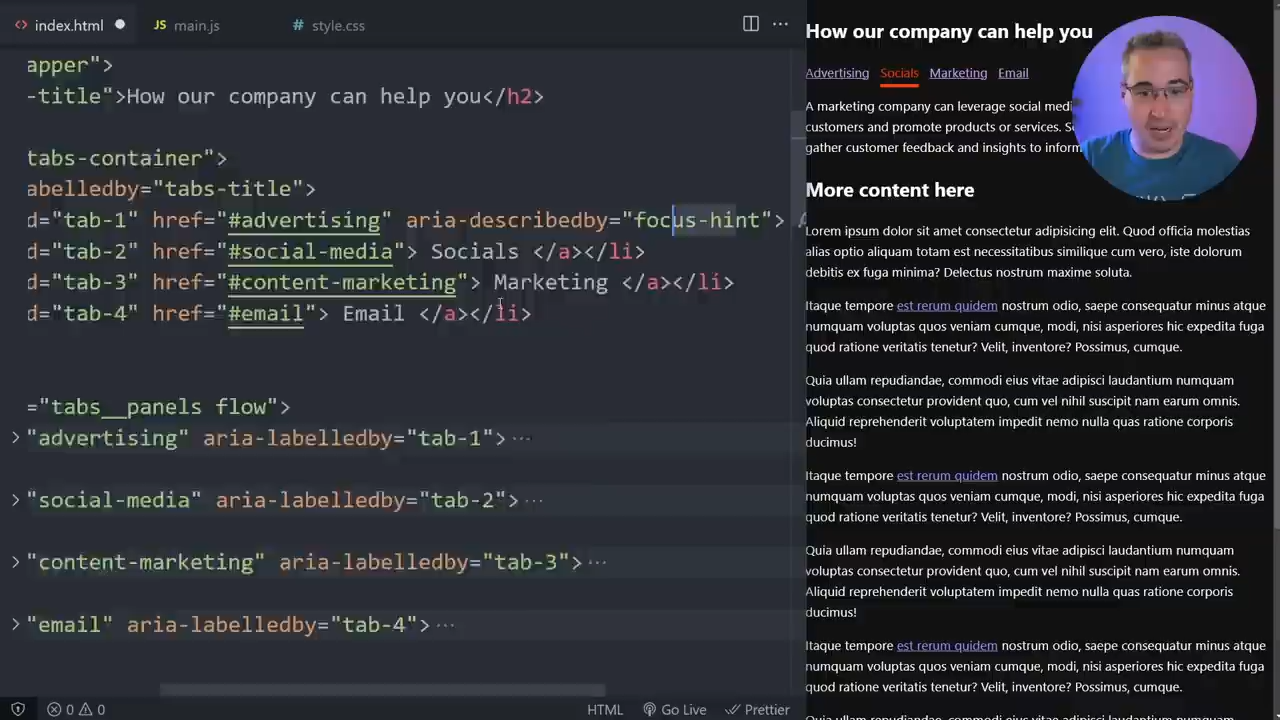 index.html
JS main.js
# style.css
apper">
-title">How our company can help you</h2>
tabs-container">
abelledby="tabs-title">
d="tab-1" href="#advertising" aria-describedby="focus-hint">
d="tab-2" href="#social-media"> Socials </a></li>
d="tab-3" href="#content-marketing"> Marketing </a></li>
d="tab-4" href="#email"> Email </a></li>
="tabs__panels flow">
"advertising" aria-labelledby="tab-1">
"social-media" aria-labelledby="tab-2">
"content-marketing" aria-labelledby="tab-3">
"email" aria-labelledby="tab-4">
0 0 HTML Go Live Prettier
How our company can help you
Advertising Socials Marketing Email
A marketing company can leverage social medi
customers and promote products or services. S
gather customer feedback and insights to inform
More content here
Lorem ipsum dolor sit amet consectetur adipisicing elit. Quod officia molestias
optio aliquam totam est necessitatibus similique cum vero, iste dolorum
debitis ex fuga minima? Delectus nostrum maxime soluta.
Itaque tempore est rerum quidem nostrum odio, saepe consequatur minus atque
numquam voluptas quos veniam cumque, modi, nisi asperiores hic expedita fuga
quod ratione veritatis tenetur? Velit, inventore? Possimus, cumque.
Quia ullam repudiandae, commodi eius vitae adipisci laudantium numquam
voluptas consectetur provident quo, cum vel nihil suscipit nam earum omnis.
Aliquid reprehenderit voluptatem impedit nemo nulla quas ratione corporis
ducimus!
Itaque tempore est rerum quidem nostrum odio, saepe consequatur minus atque
numquam voluptas quos veniam cumque, modi, nisi asperiores hic expedita fuga
quod ratione veritatis tenetur? Velit, inventore? Possimus, cumque.
Quia ullam repudiandae, commodi eius vitae adipisci laudantium numquam
voluptas consectetur provident quo, cum vel nihil suscipit nam earum omnis.
Aliquid reprehenderit voluptatem impedit nemo nulla quas ratione corporis
ducimus!
Itaque tempore est rerum quidem nostrum odio, saepe consequatur minus atque
numquam voluptas quos veniam cumque, modi, nisi asperiores hic expedita fuga
quod ratione veritatis tenetur? Velit, inventore? Possimus, cumque.